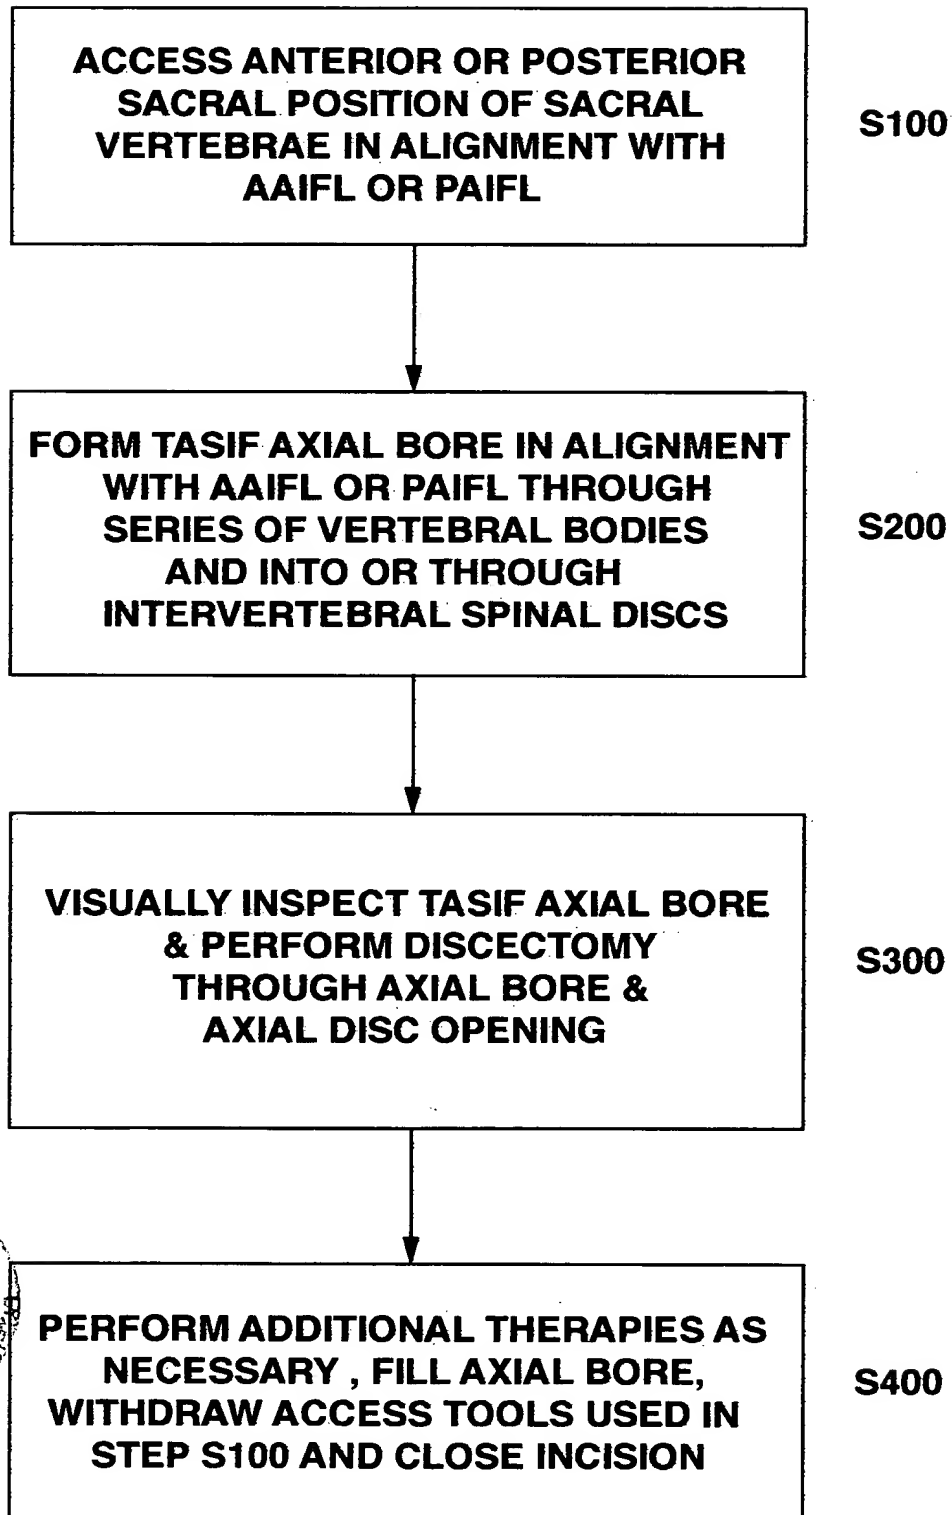 ACCESS ANTERIOR OR POSTERIOR
SACRAL POSITION OF SACRAL
VERTEBRAE IN ALIGNMENT WITH
AAIFL OR PAIFL
S100
FORM TASIF AXIAL BORE IN ALIGNMENT
WITH AAIFL OR PAIFL THROUGH
SERIES OF VERTEBRAL BODIES
AND INTO OR THROUGH
INTERVERTEBRAL SPINAL DISCS
S200
VISUALLY INSPECT TASIF AXIAL BORE
& PERFORM DISCECTOMY
THROUGH AXIAL BORE &
AXIAL DISC OPENING
S300
PERFORM ADDITIONAL THERAPIES AS
NECESSARY , FILL AXIAL BORE,
WITHDRAW ACCESS TOOLS USED IN
STEP S100 AND CLOSE INCISION
S400